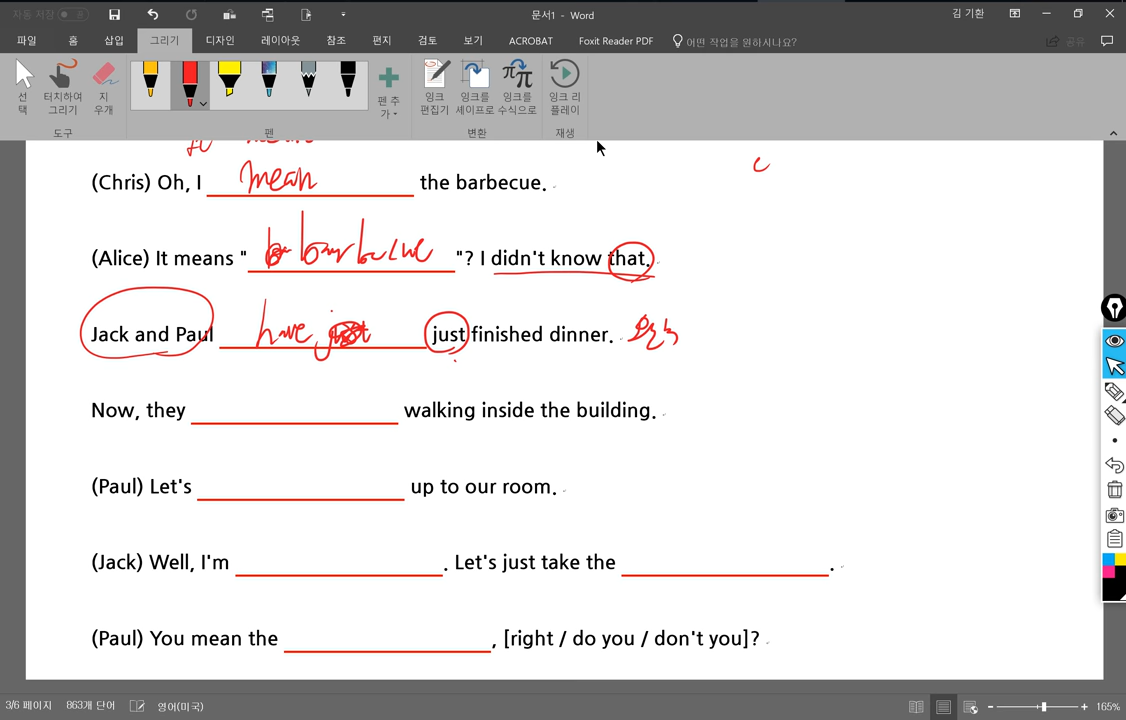 자동 저장 끔
문서1 - Word
김 기환
파일 홈 삽입 그리기 디자인 레이아웃 참조 편지 검토 보기 ACROBAT Foxit Reader PDF 어떤 작업을 원하시나요? 공유
선택 터치하여 그리기 지우개 펜 추가 잉크 편집기 잉크를 셰이프로 잉크를 수식으로 잉크 리플레이
도구 펜 변환 재생
(Chris) Oh, I mean the barbecue.
(Alice) It means " barbecue "? I didn't know that.
Jack and Paul have just finished dinner.
Now, they walking inside the building.
(Paul) Let's up to our room.
(Jack) Well, I'm . Let's just take the .
(Paul) You mean the , [right / do you / don't you]?
3/6 페이지 863개 단어 영어(미국) 165%